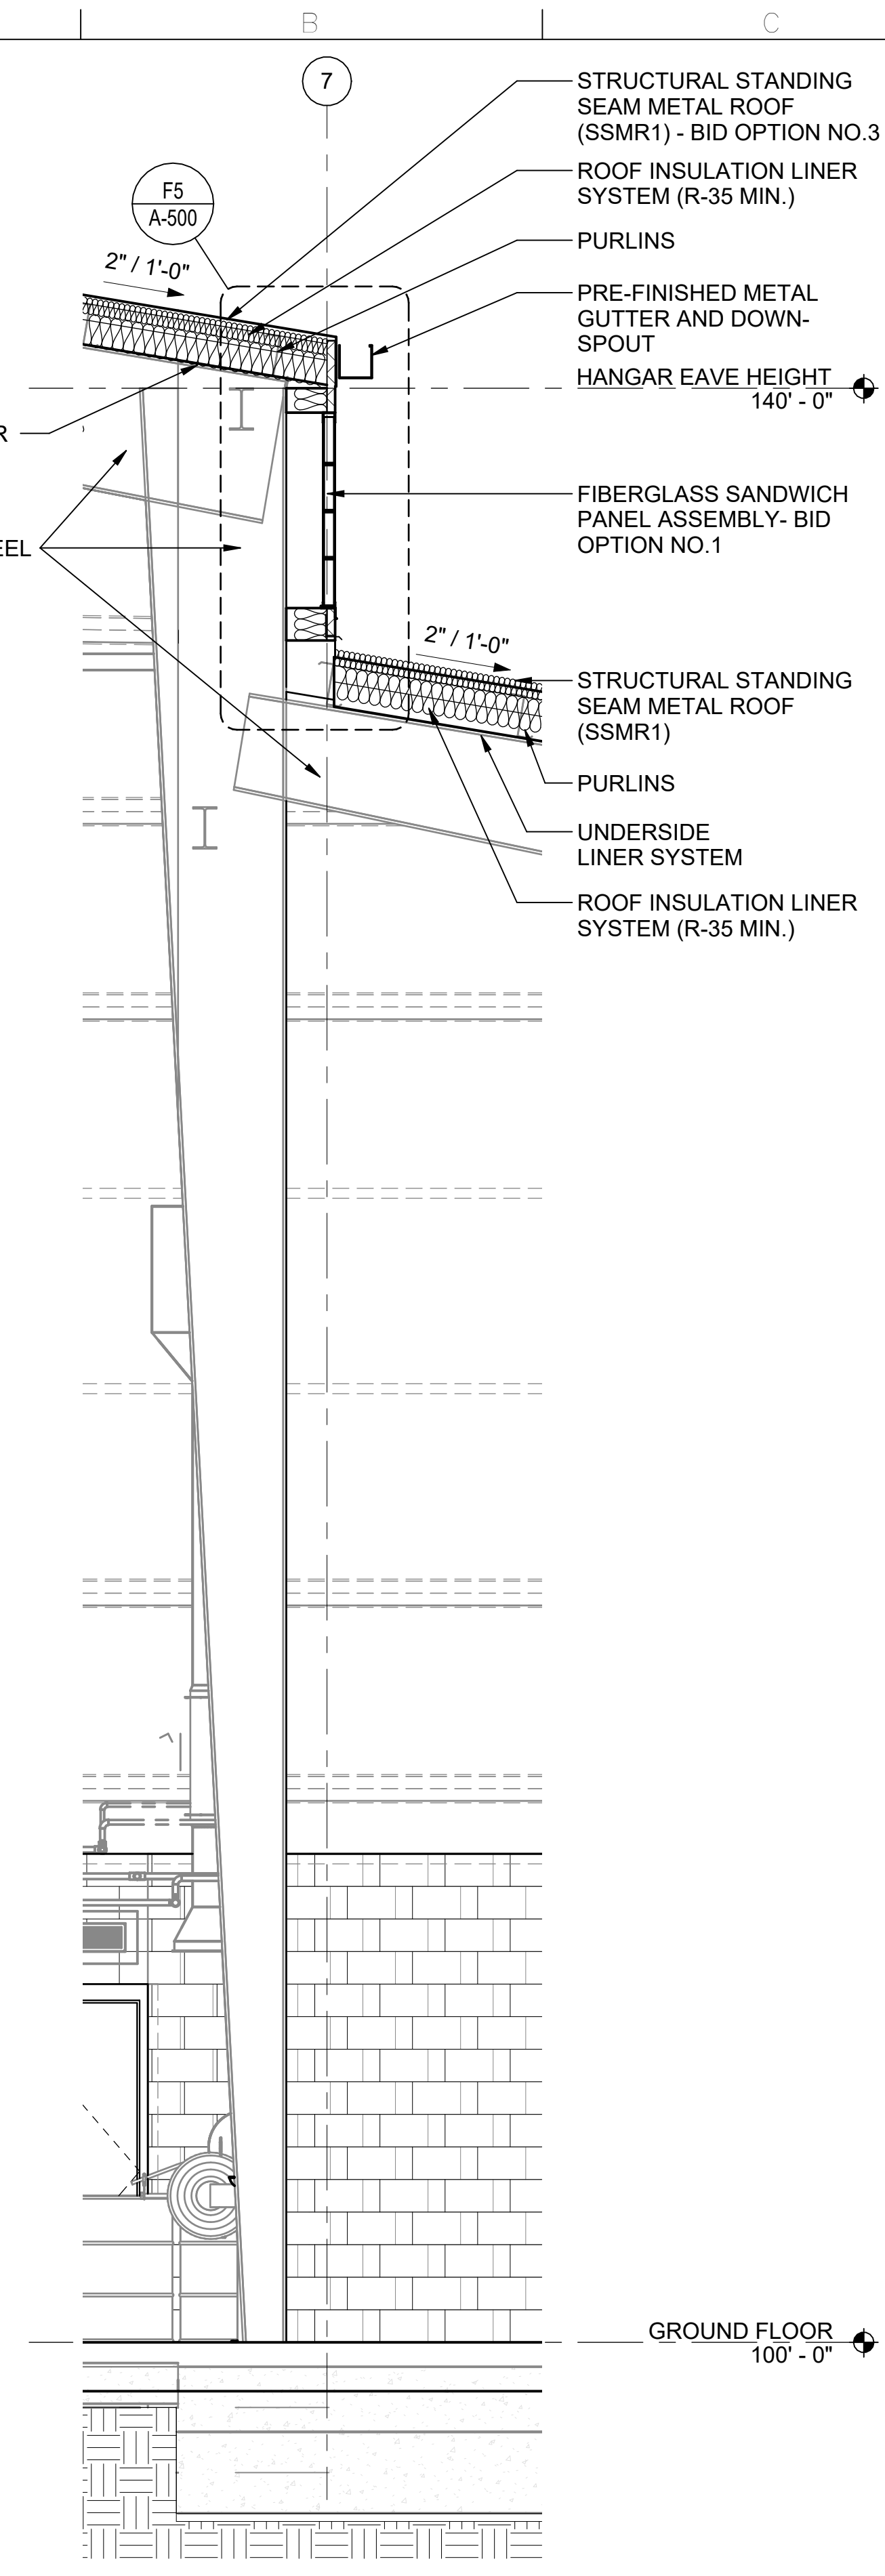 B
C
7
STRUCTURAL STANDING
SEAM METAL ROOF
(SSMR1) - BID OPTION NO.3
ROOF INSULATION LINER
SYSTEM (R-35 MIN.)
F5
A-500
PURLINS
2" / 1'-0"
PRE-FINISHED METAL
GUTTER AND DOWN-
SPOUT
HANGAR EAVE HEIGHT
140' - 0"
R
FIBERGLASS SANDWICH
PANEL ASSEMBLY- BID
OPTION NO.1
EEL
2" / 1'-0"
STRUCTURAL STANDING
SEAM METAL ROOF
(SSMR1)
PURLINS
UNDERSIDE
LINER SYSTEM
ROOF INSULATION LINER
SYSTEM (R-35 MIN.)
GROUND FLOOR
100' - 0"